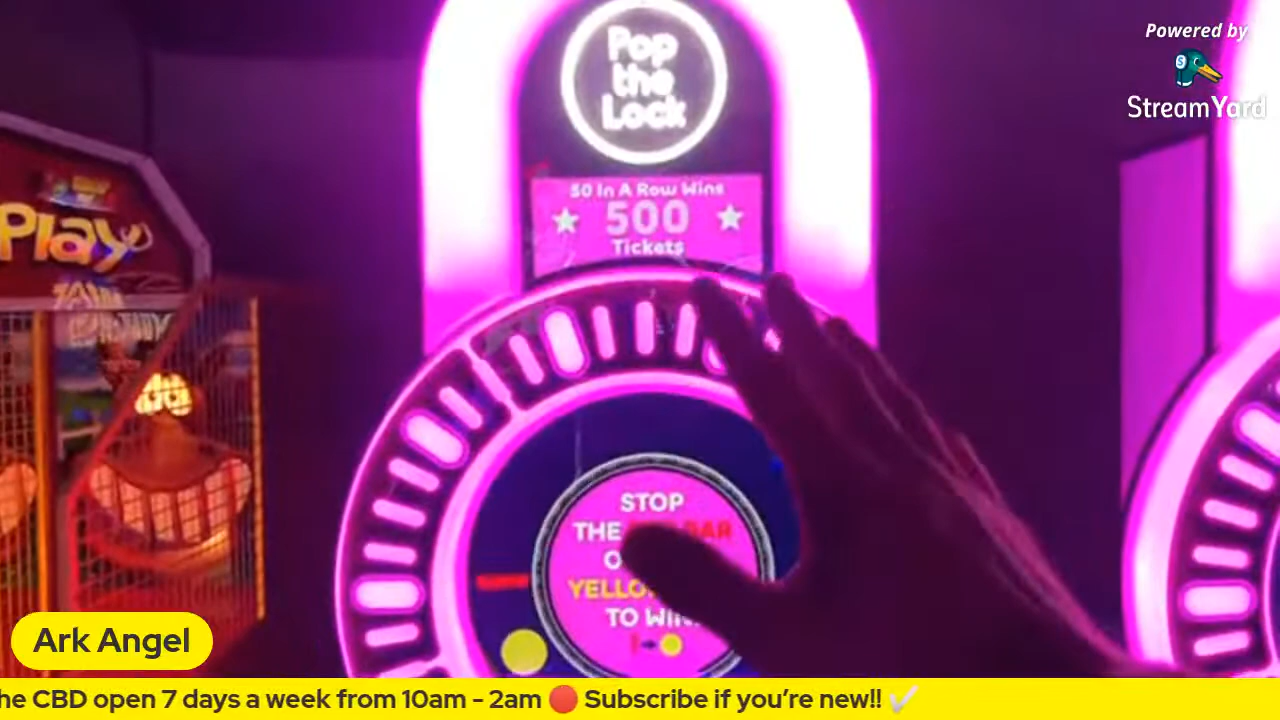 Powered by
StreamYard
Pop
the
Lock
50 In A Row Wins
500
Tickets
Play
STOP
THE BAR
TO WIN
Ark Angel
he CBD open 7 days a week from 10am - 2am 🔴 Subscribe if you're new!! ✔